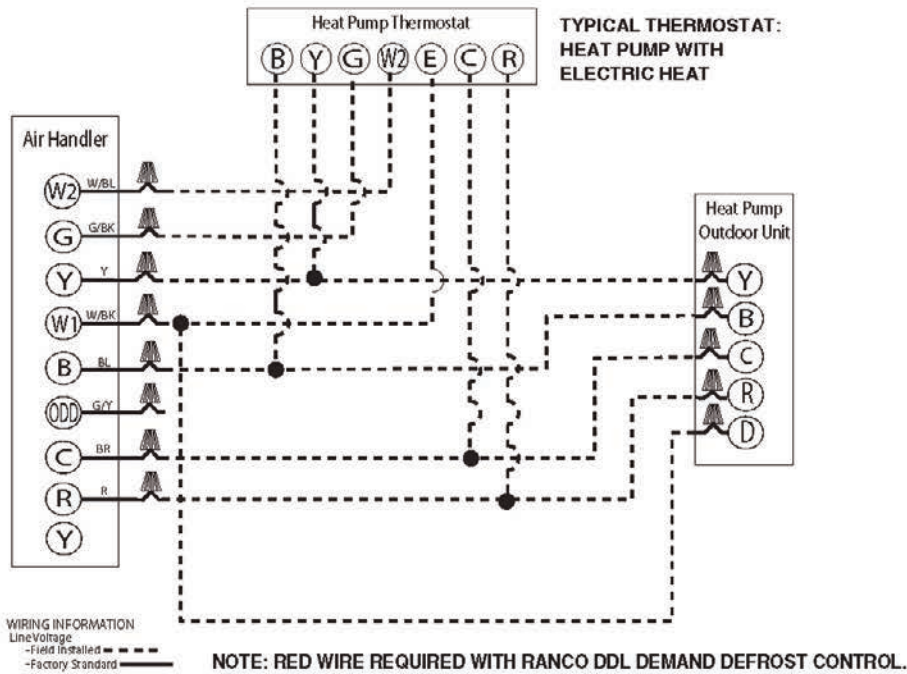 Heat Pump Thermostat
B Y G W2 E C R
TYPICAL THERMOSTAT:
HEAT PUMP WITH
ELECTRIC HEAT
Air Handler
W2 W/BL
G G/BK
Y Y
W1 W/BK
B BL
ODD G/Y
C BR
R R
Y
Heat Pump
Outdoor Unit
Y
B
C
R
D
WIRING INFORMATION
Line Voltage
-Field Installed
-Factory Standard
NOTE: RED WIRE REQUIRED WITH RANCO DDL DEMAND DEFROST CONTROL.